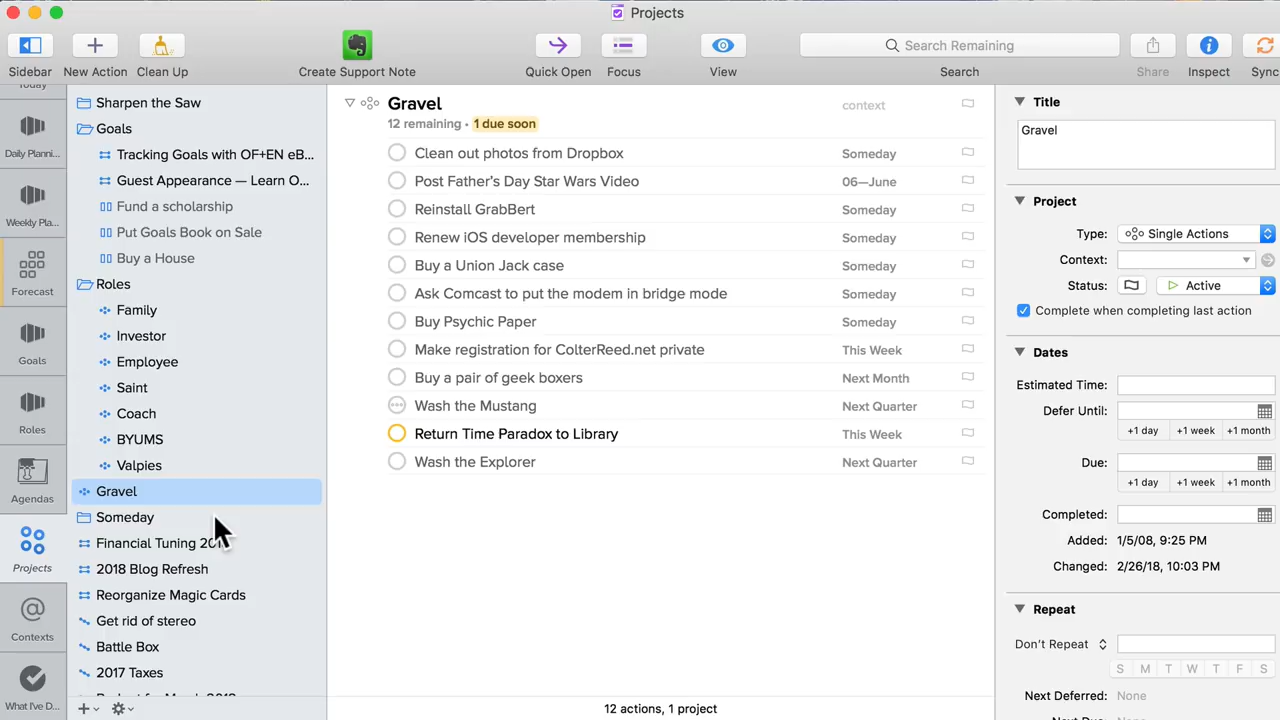 Projects
Sidebar
New Action
Clean Up
Create Support Note
Quick Open
Focus
View
Search Remaining
Search
Share
Inspect
Sync
Today
Daily Planni...
Weekly Pla...
Forecast
Goals
Roles
Agendas
Projects
Contexts
What I've D...
Sharpen the Saw
Goals
Tracking Goals with OF+EN eB...
Guest Appearance — Learn O...
Fund a scholarship
Put Goals Book on Sale
Buy a House
Roles
Family
Investor
Employee
Saint
Coach
BYUMS
Valpies
Gravel
Someday
Financial Tuning
2018 Blog Refresh
Reorganize Magic Cards
Get rid of stereo
Battle Box
2017 Taxes
Gravel context
12 remaining • 1 due soon
Clean out photos from Dropbox Someday
Post Father's Day Star Wars Video 06—June
Reinstall GrabBert Someday
Renew iOS developer membership Someday
Buy a Union Jack case Someday
Ask Comcast to put the modem in bridge mode Someday
Buy Psychic Paper Someday
Make registration for ColterReed.net private This Week
Buy a pair of geek boxers Next Month
Wash the Mustang Next Quarter
Return Time Paradox to Library This Week
Wash the Explorer Next Quarter
12 actions, 1 project
Title
Gravel
Project
Type: Single Actions
Context:
Status: Active
Complete when completing last action
Dates
Estimated Time:
Defer Until:
+1 day +1 week +1 month
Due:
+1 day +1 week +1 month
Completed:
Added: 1/5/08, 9:25 PM
Changed: 2/26/18, 10:03 PM
Repeat
Don't Repeat
S M T W T F S
Next Deferred: None